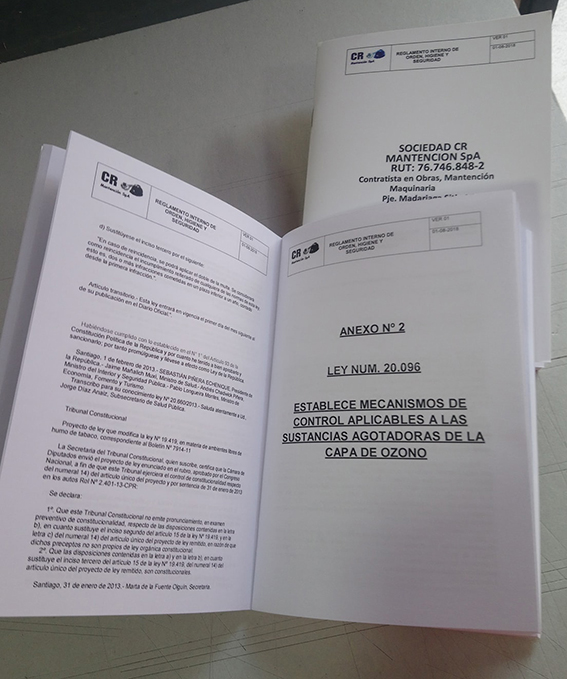 CR
Mantención SpA
REGLAMENTO INTERNO DE
ORDEN, HIGIENE Y
SEGURIDAD
VER.01
01-08-2018
SOCIEDAD CR
MANTENCION SpA
RUT: 76.746.848-2
Contratista en Obras, Mantención
Maquinaria
Pje. Madariaga
CR
Mantención SpA
REGLAMENTO INTERNO DE
ORDEN, HIGIENE Y
SEGURIDAD
VER.01
d) Sustitúyese el inciso tercero por el siguiente:
"En caso de reincidencia, se podrá aplicar el doble de la multa. Se considerará
como reincidencia el incumplimiento reiterado de cualquiera de las normas de esta ley,
esto es, dos o más infracciones cometidas en un plazo inferior a un año, contado
desde la primera infracción.".
Artículo transitorio.- Esta ley entrará en vigencia el primer día del mes siguiente al
de su publicación en el Diario Oficial.".
Habiéndose cumplido con lo establecido en el N° 1° del Artículo 93 de la
Constitución Política de la República y por cuanto he tenido a bien aprobarlo y
sancionarlo; por tanto promúlguese y llévese a efecto como Ley de la República.
Santiago, 1 de febrero de 2013.- SEBASTIÁN PIÑERA ECHENIQUE, Presidente de
la República.- Jaime Mañalich Muxi, Ministro de Salud.- Andrés Chadwick Piñera,
Ministro del Interior y Seguridad Pública.- Pablo Longueira Montes, Ministro de
Economía, Fomento y Turismo.
Transcribo para su conocimiento ley N° 20.660/2013.- Saluda atentamente a Ud.,
Jorge Díaz Anaiz, Subsecretario de Salud Pública.
Tribunal Constitucional
Proyecto de ley que modifica la ley N° 19.419, en materia de ambientes libres de
humo de tabaco, correspondiente al Boletín N° 7914-11
La Secretaria del Tribunal Constitucional, quien suscribe, certifica que la Cámara de
Diputados envió el proyecto de ley enunciado en el rubro, aprobado por el Congreso
Nacional, a fin de que este Tribunal ejerciera el control de constitucionalidad respecto
del numeral 14) del artículo único del proyecto y por sentencia de 31 de enero de 2013
en los autos Rol N° 2.401-13-CPR:
Se declara:
1°. Que este Tribunal Constitucional no emite pronunciamiento, en examen
preventivo de constitucionalidad, respecto de las disposiciones contenidas en la letra
b), en cuanto sustituye el inciso segundo del artículo 15 de la ley N° 19.419, y en la
letra c) del numeral 14) del artículo único del proyecto de ley remitido, en razón de que
dichos preceptos no son propios de ley orgánica constitucional.
2°. Que las disposiciones contenidas en la letra a) y en la letra b), en cuanto
sustituye el inciso tercero del artículo 15 de la ley N° 19.419, del numeral 14) del
artículo único del proyecto de ley remitido, son constitucionales.
Santiago, 31 de enero de 2013.- Marta de la Fuente Olguín, Secretaria.
CR
Mantención SpA
REGLAMENTO INTERNO DE
ORDEN, HIGIENE Y
SEGURIDAD
VER.01
01-08-2018
ANEXO Nº 2
LEY NUM. 20.096
ESTABLECE MECANISMOS DE
CONTROL APLICABLES A LAS
SUSTANCIAS AGOTADORAS DE LA
CAPA DE OZONO